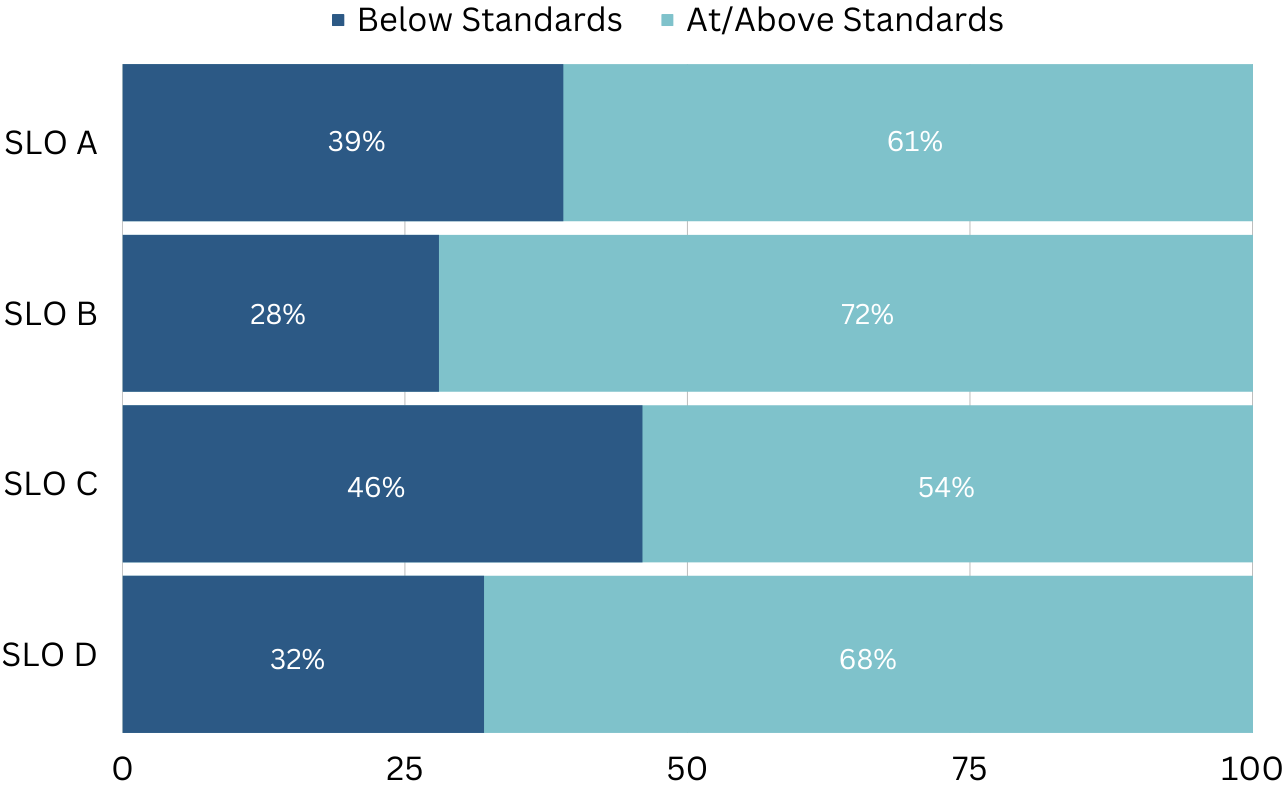 Below Standards At/Above Standards
SLO A 39% 61%
SLO B 28% 72%
SLO C 46% 54%
SLO D 32% 68%
0 25 50 75 100